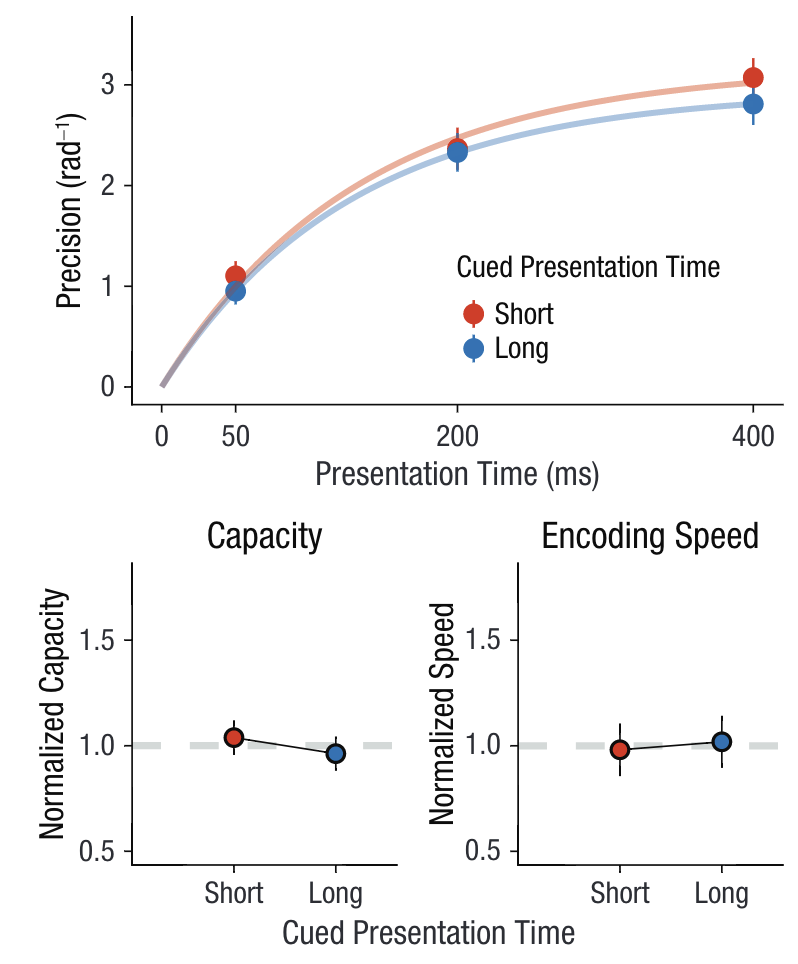 3
2
1
0
Precision (rad⁻¹)
Cued Presentation Time
Short
Long
0 50 200 400
Presentation Time (ms)
Capacity
Encoding Speed
Normalized Capacity
1.5
1.0
0.5
Short Long
Normalized Speed
1.5
1.0
0.5
Short Long
Cued Presentation Time